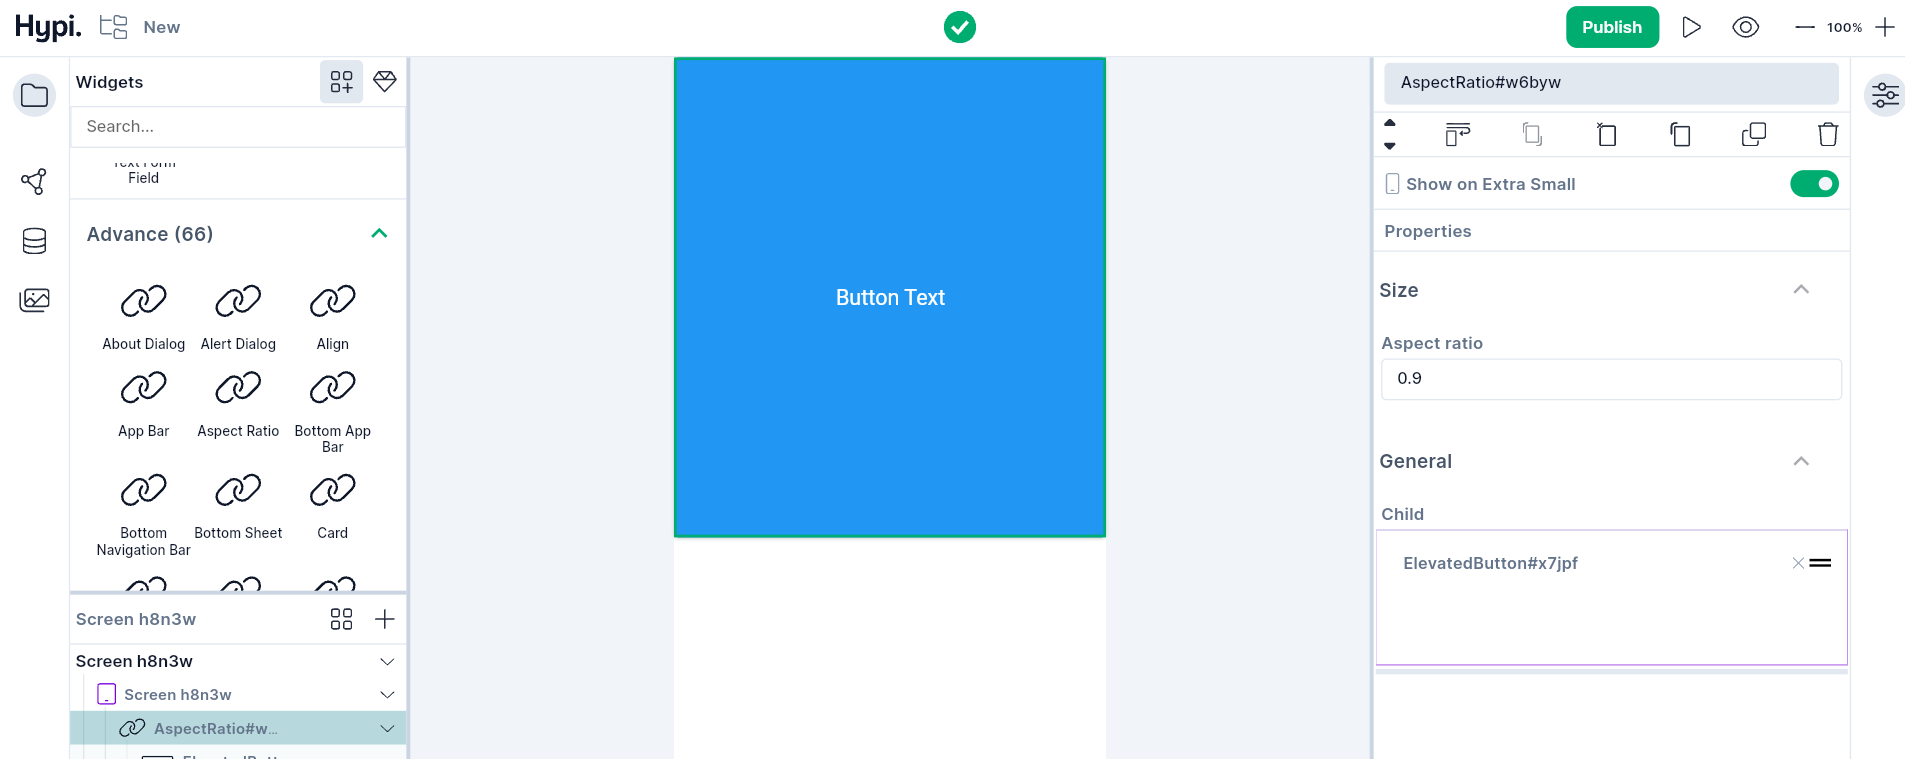 Hypi.
New
Publish
100%
Widgets
Search...
Text Form
Field
Advance (66)
About Dialog
Alert Dialog
Align
App Bar
Aspect Ratio
Bottom App
Bar
Bottom
Navigation Bar
Bottom Sheet
Card
Screen h8n3w
Screen h8n3w
Screen h8n3w
AspectRatio#w...
Button Text
AspectRatio#w6byw
Show on Extra Small
Properties
Size
Aspect ratio
0.9
General
Child
ElevatedButton#x7jpf